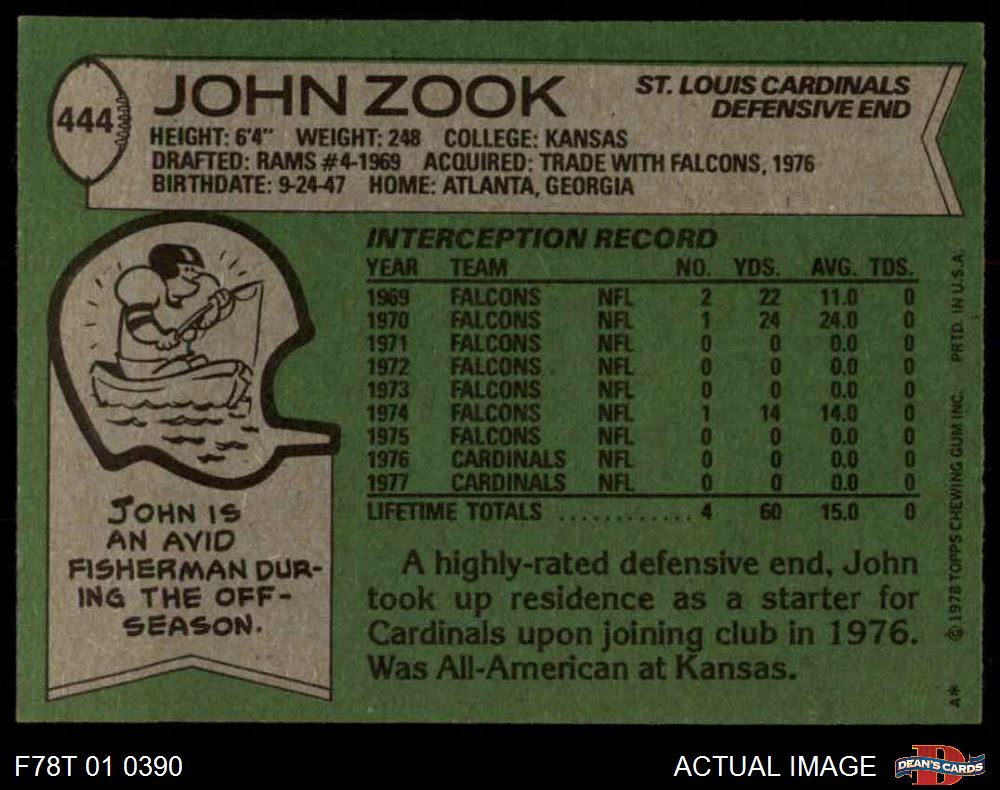 444
JOHN ZOOK
ST. LOUIS CARDINALS
DEFENSIVE END
HEIGHT: 6'4" WEIGHT: 248 COLLEGE: KANSAS
DRAFTED: RAMS #4-1969 ACQUIRED: TRADE WITH FALCONS, 1976
BIRTHDATE: 9-24-47 HOME: ATLANTA, GEORGIA
INTERCEPTION RECORD
YEAR TEAM NO. YDS. AVG. TDS.
1969 FALCONS NFL 2 22 11.0 0
1970 FALCONS NFL 1 24 24.0 0
1971 FALCONS NFL 0 0 0.0 0
1972 FALCONS NFL 0 0 0.0 0
1973 FALCONS NFL 0 0 0.0 0
1974 FALCONS NFL 1 14 14.0 0
1975 FALCONS NFL 0 0 0.0 0
1976 CARDINALS NFL 0 0 0.0 0
1977 CARDINALS NFL 0 0 0.0 0
LIFETIME TOTALS ............ 4 60 15.0 0
JOHN IS
AN AVID
FISHERMAN DUR-
ING THE OFF-
SEASON.
A highly-rated defensive end, John
took up residence as a starter for
Cardinals upon joining club in 1976.
Was All-American at Kansas.
A* © 1978 TOPPS CHEWING GUM INC. PRTD. IN U.S.A.
F78T 01 0390
ACTUAL IMAGE
DEAN'S CARDS